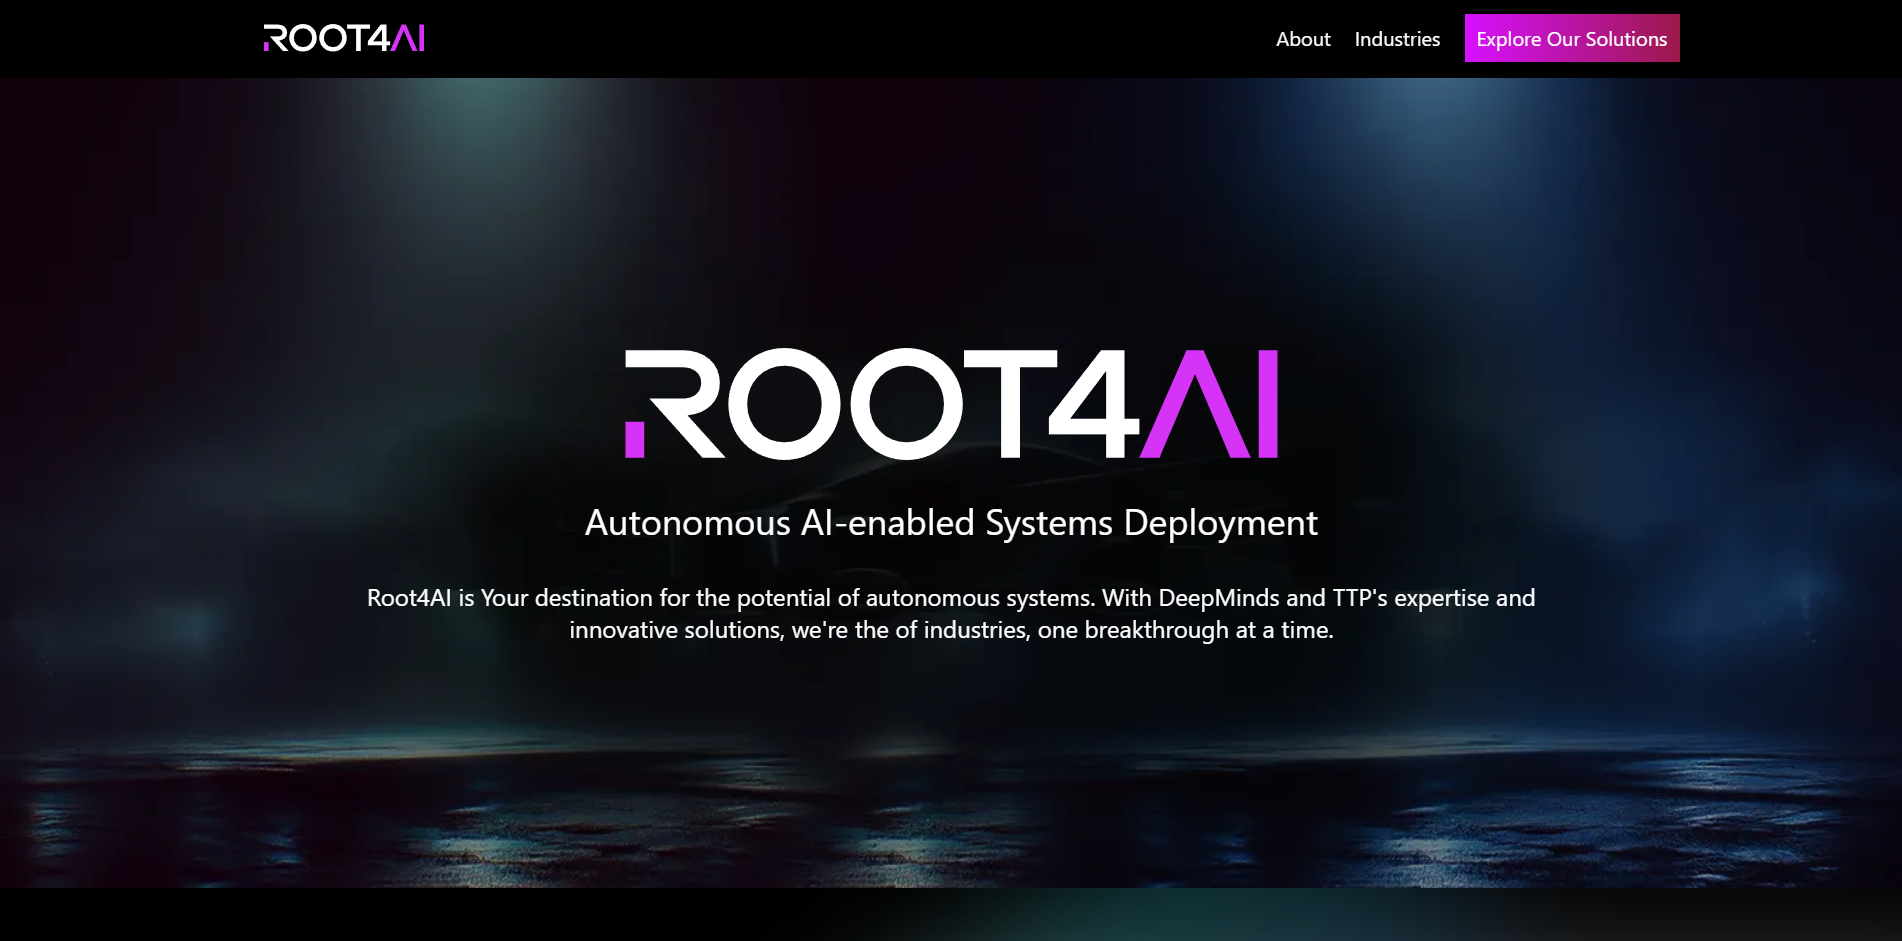 ROOT4AI
About
Industries
Explore Our Solutions
ROOT4AI
Autonomous AI-enabled Systems Deployment
Root4AI is Your destination for the potential of autonomous systems. With DeepMinds and TTP's expertise and
innovative solutions, we're the of industries, one breakthrough at a time.